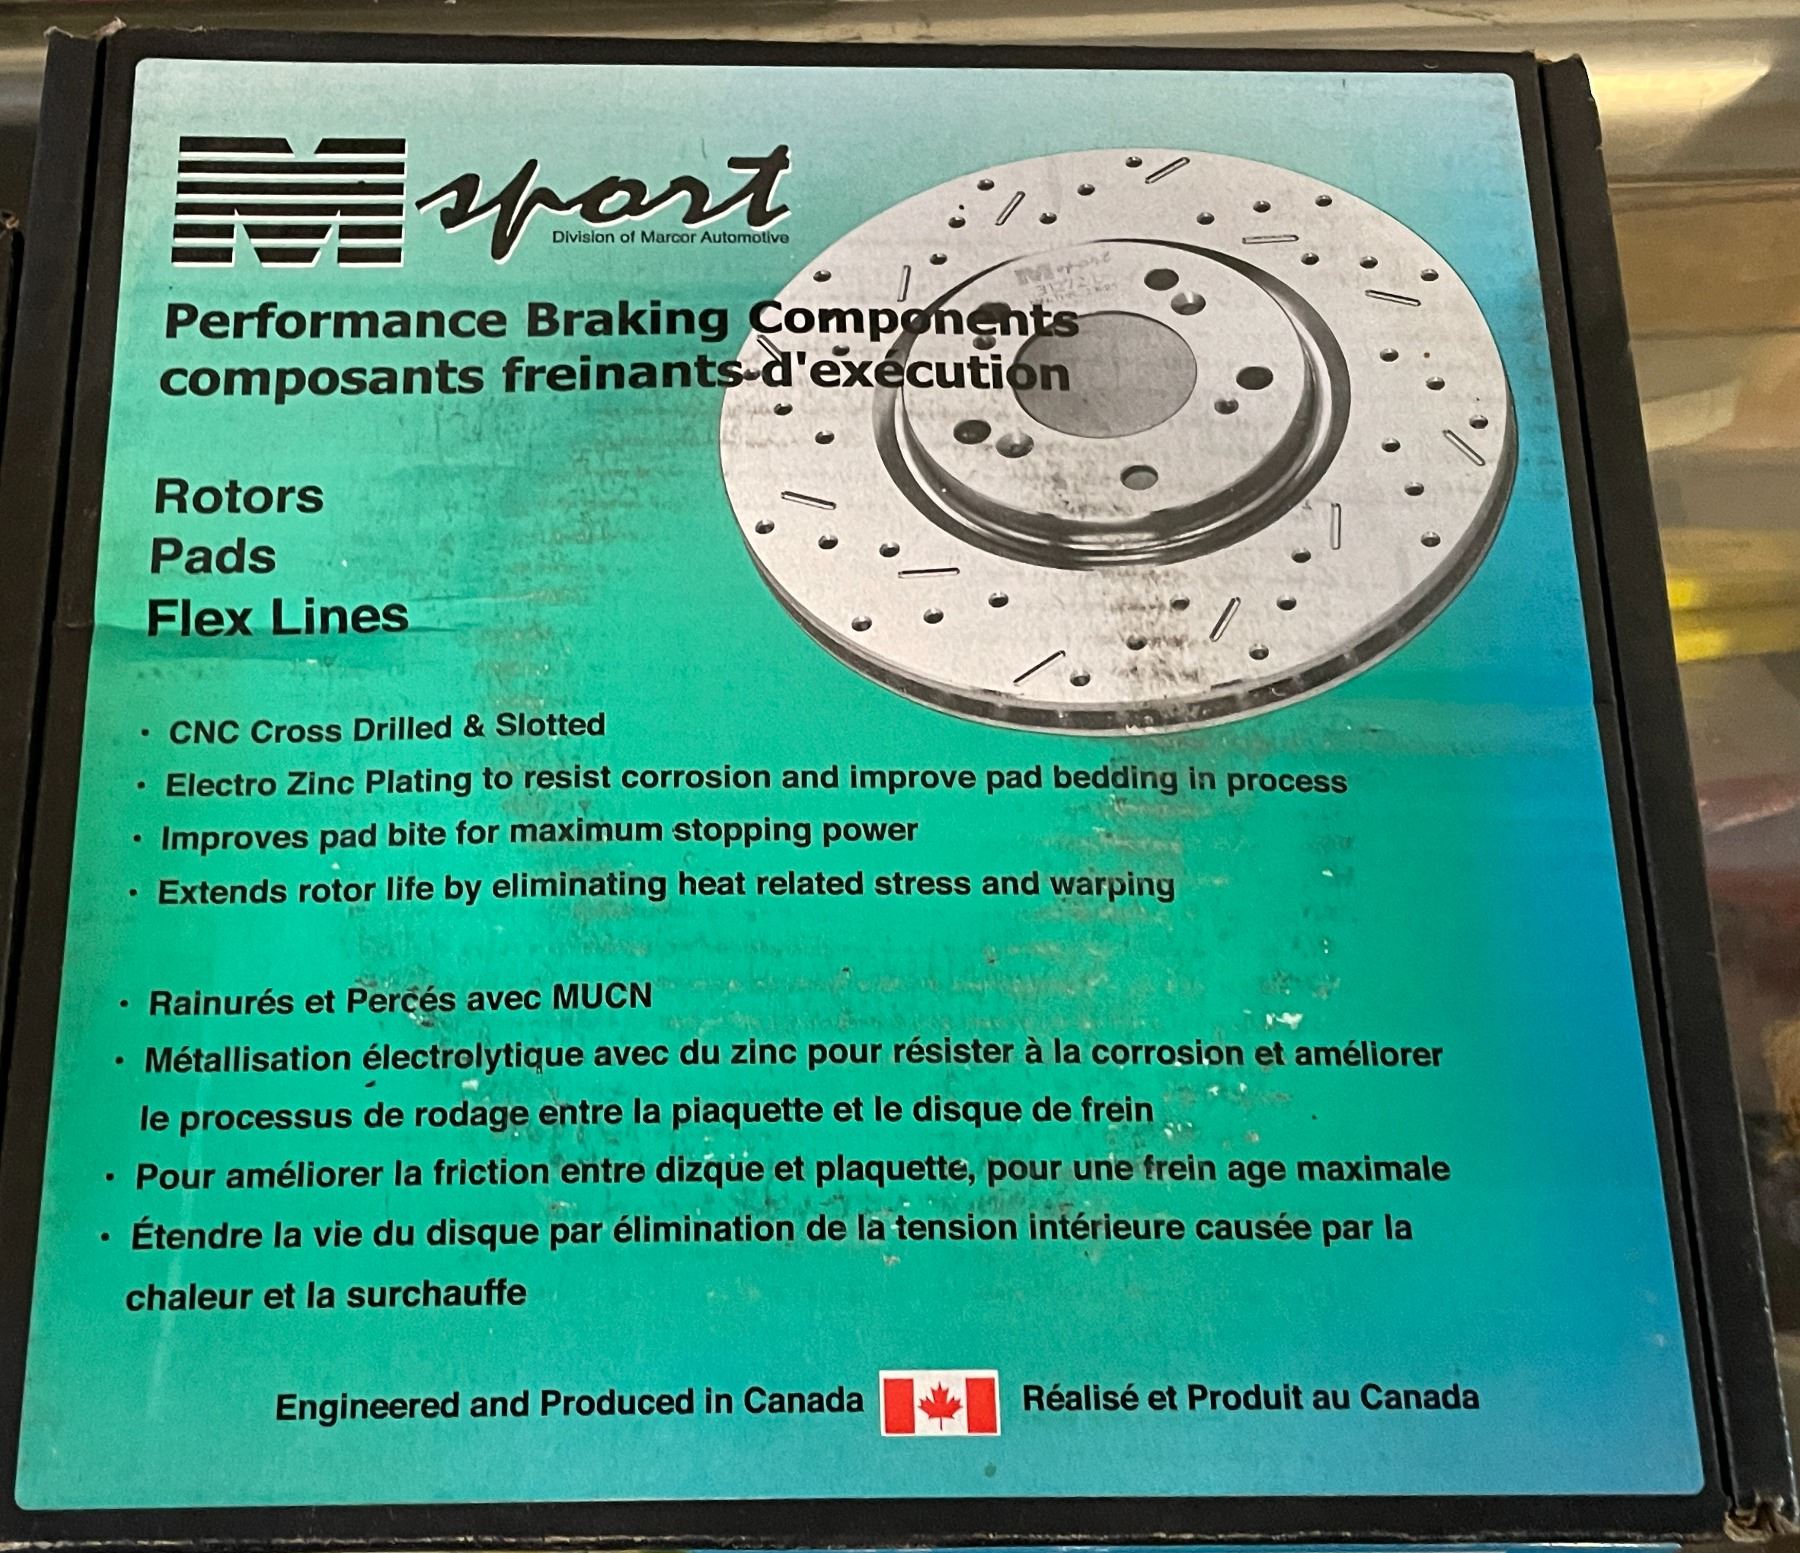 M sport
Division of Marcor Automotive
Performance Braking Components
composants freinants d'exécution
Rotors
Pads
Flex Lines
· CNC Cross Drilled & Slotted
· Electro Zinc Plating to resist corrosion and improve pad bedding in process
· Improves pad bite for maximum stopping power
· Extends rotor life by eliminating heat related stress and warping
· Rainurés et Percés avec MUCN
· Métallisation électrolytique avec du zinc pour résister à la corrosion et améliorer
le processus de rodage entre la piaquette et le disque de frein
· Pour améliorer la friction entre dizque et plaquette, pour une frein age maximale
· Étendre la vie du disque par élimination de la tension intérieure causée par la
chaleur et la surchauffe
Engineered and Produced in Canada
Réalisé et Produit au Canada